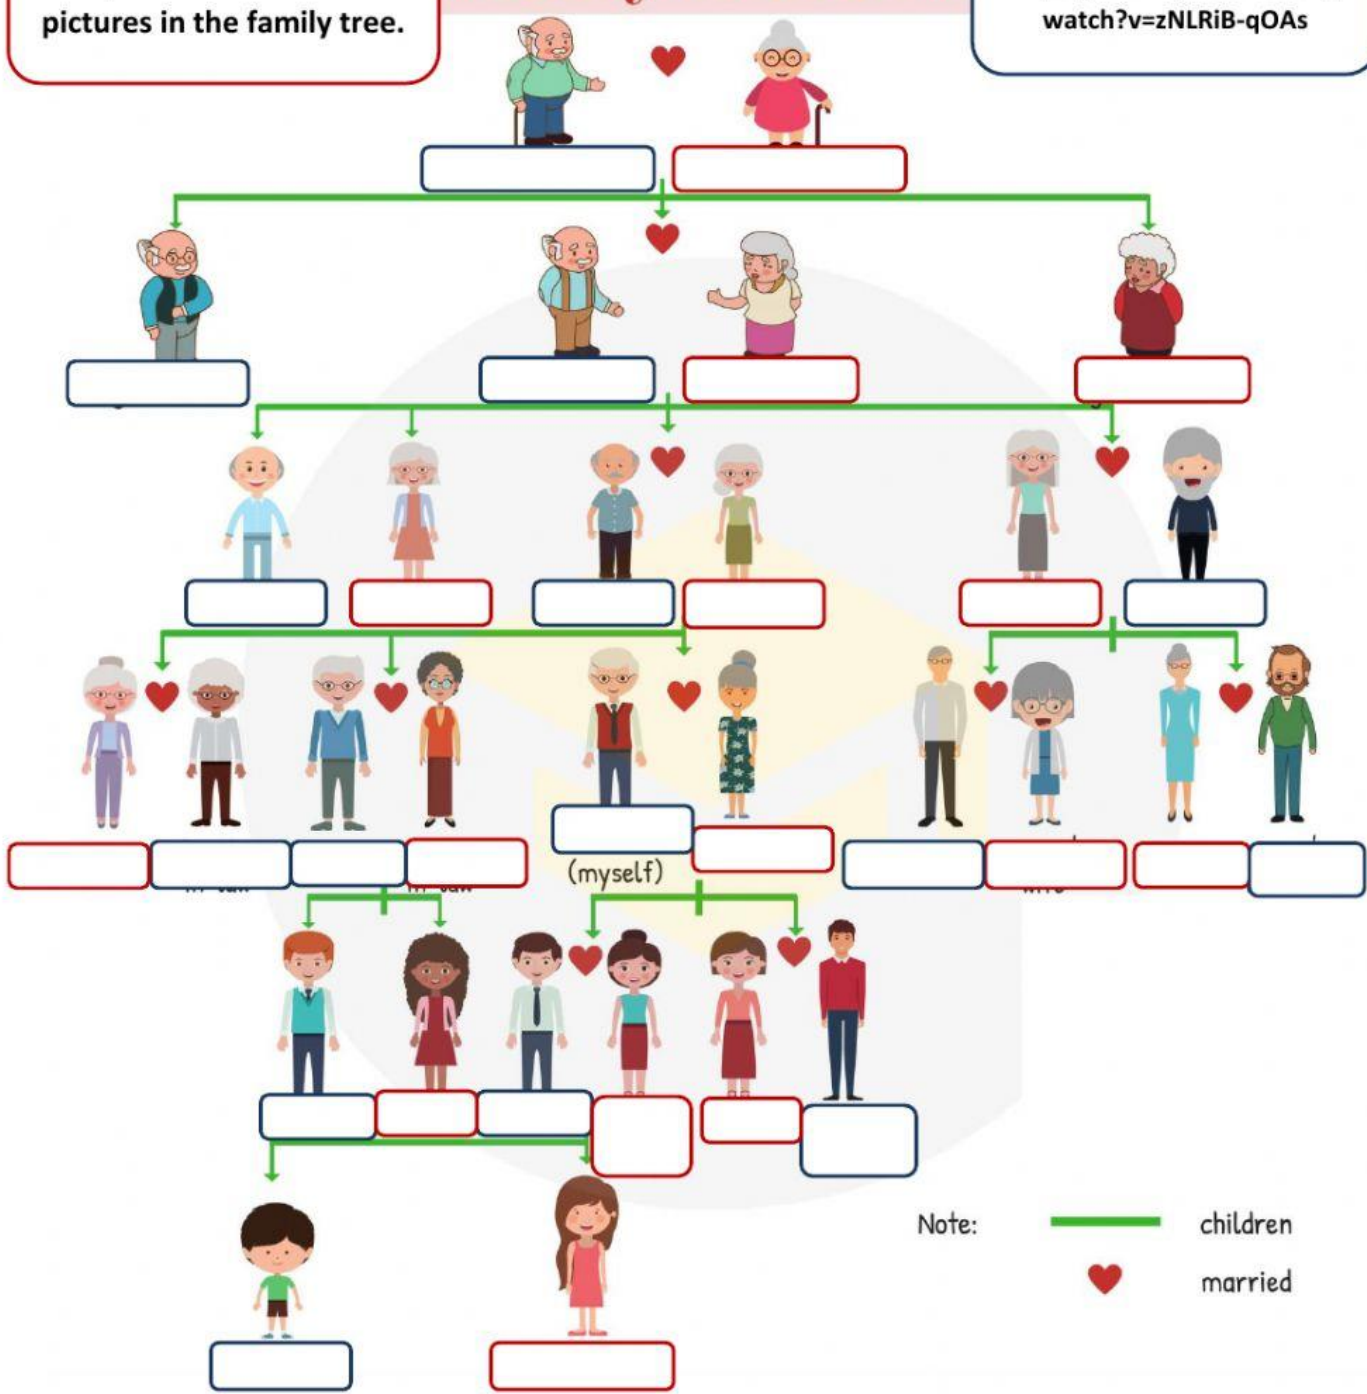 pictures in the family tree.
watch?v=zNLRiB-qOAs
(myself)
Note:
children
married